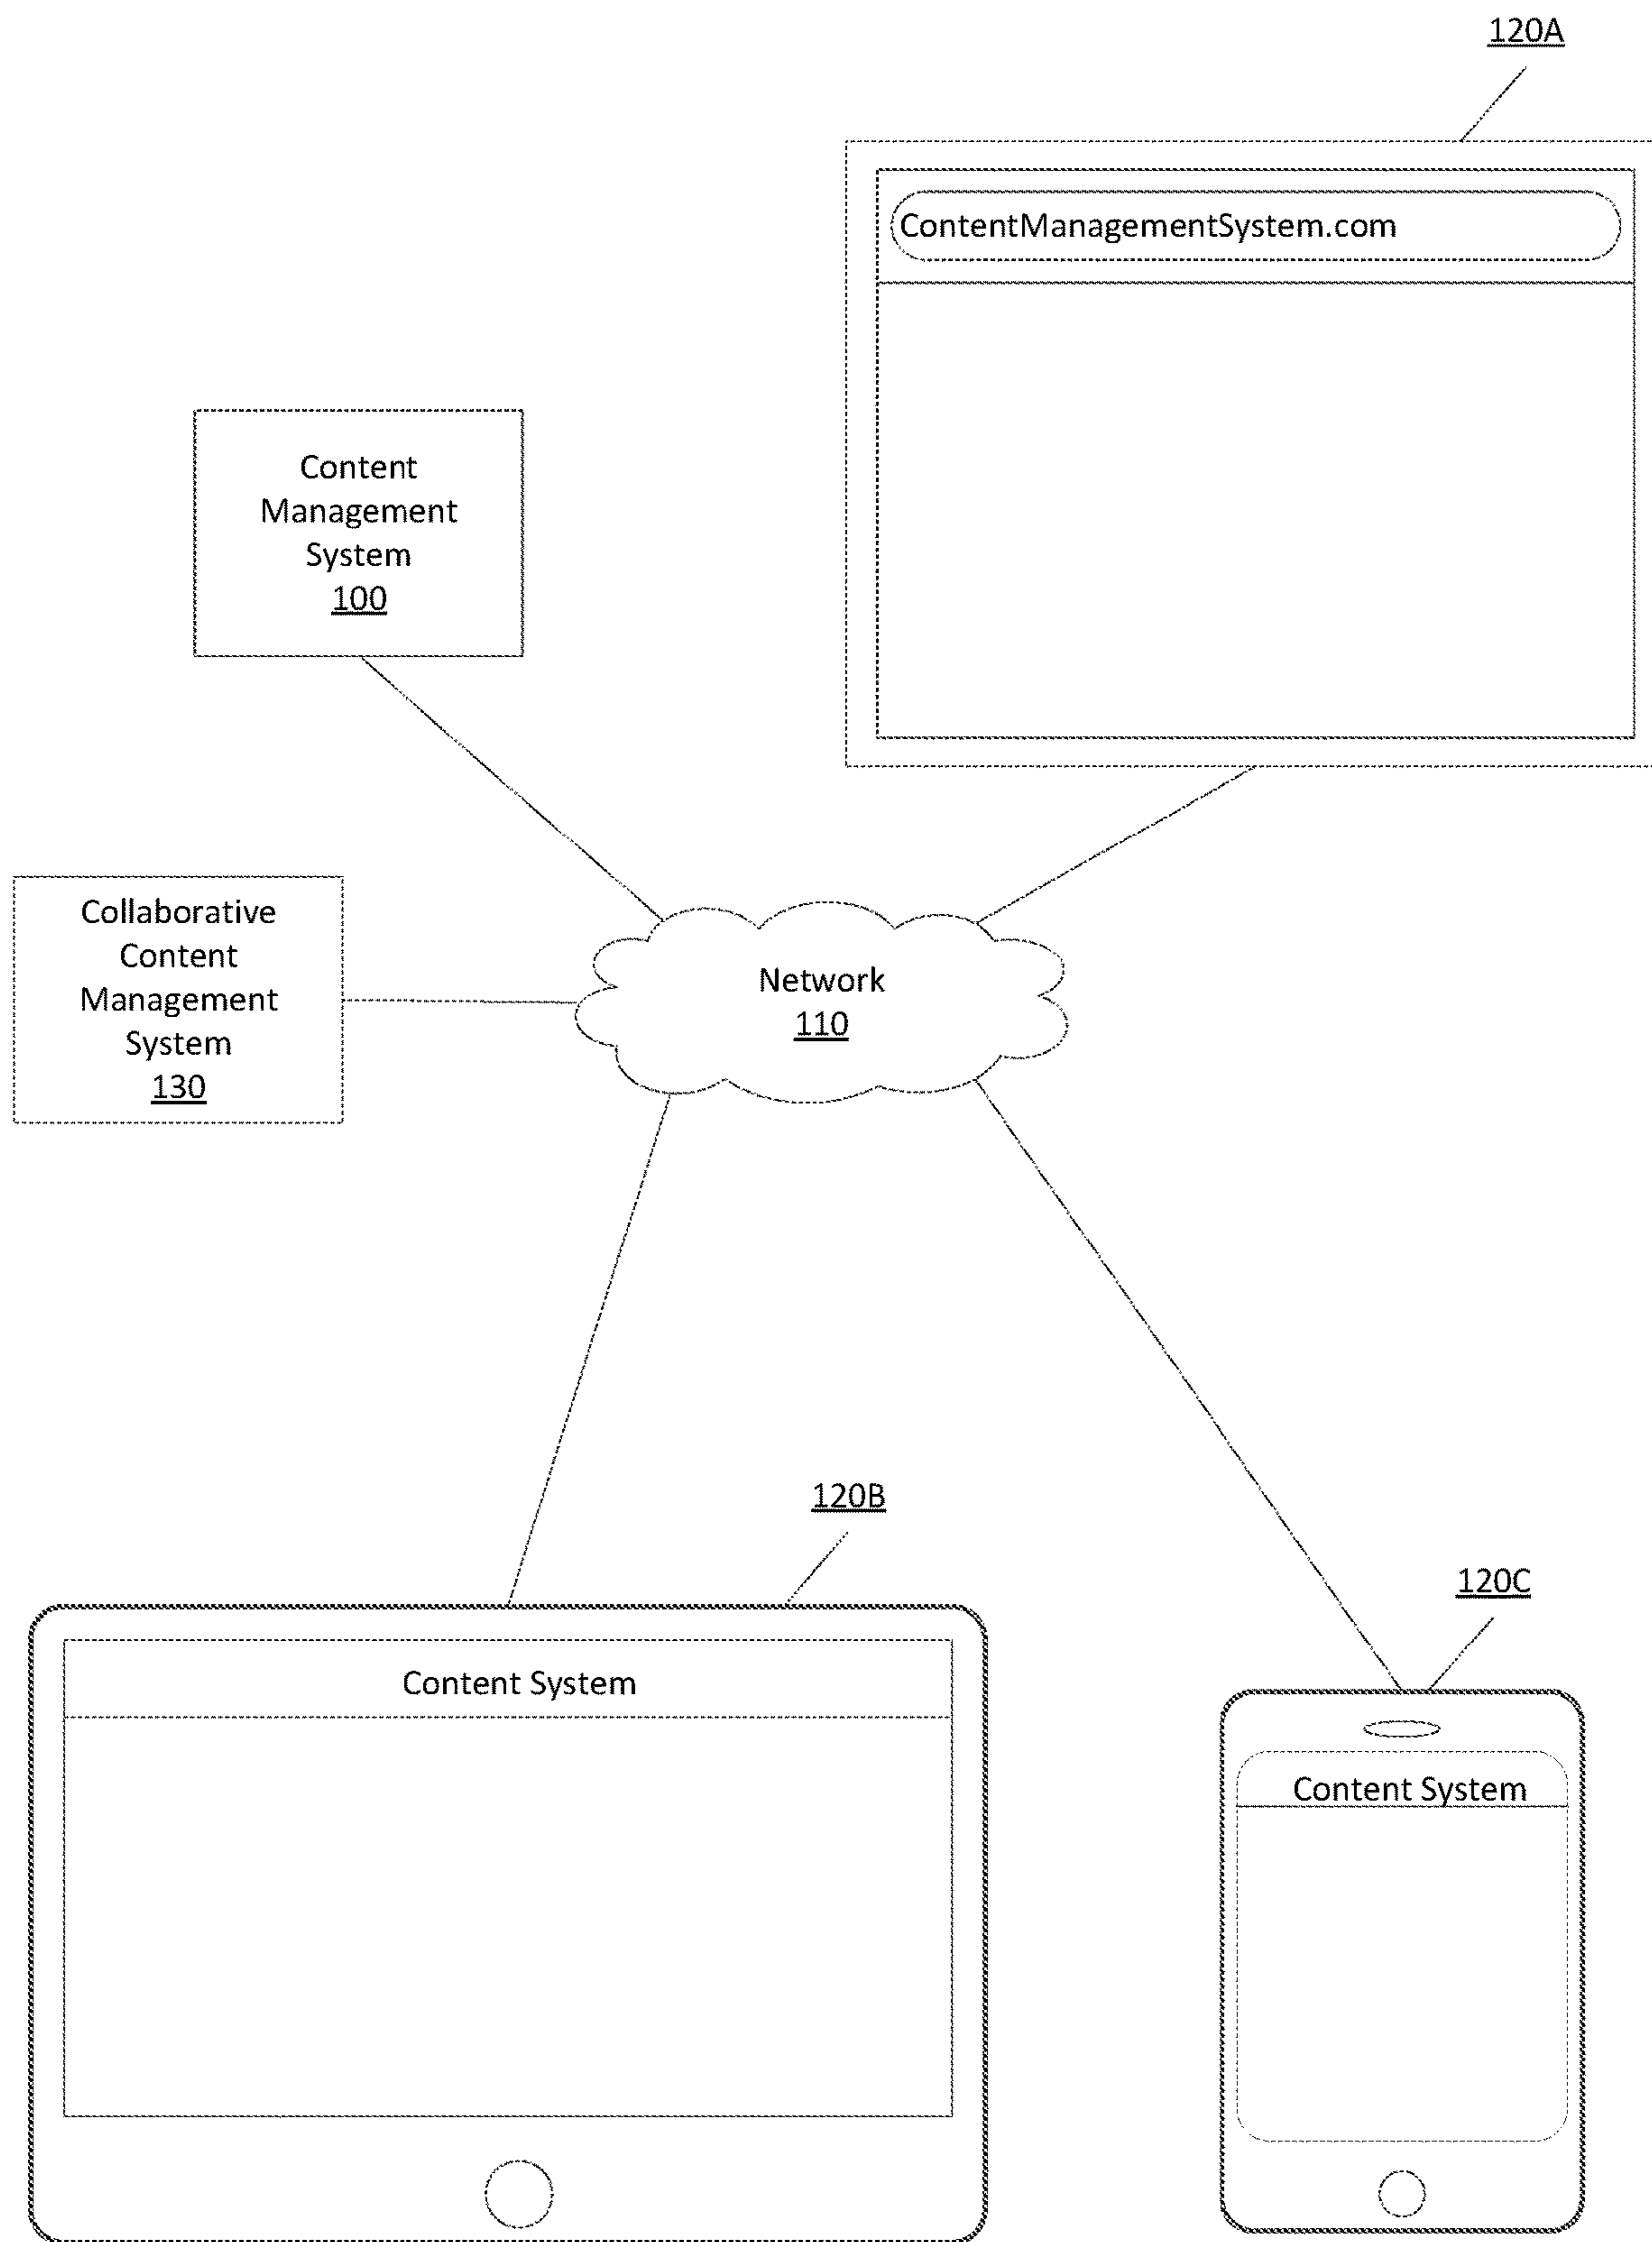 120A
ContentManagementSystem.com
Content
Management
System
100
Collaborative
Content
Management
System
130
Network
110
120B
Content System
120C
Content System